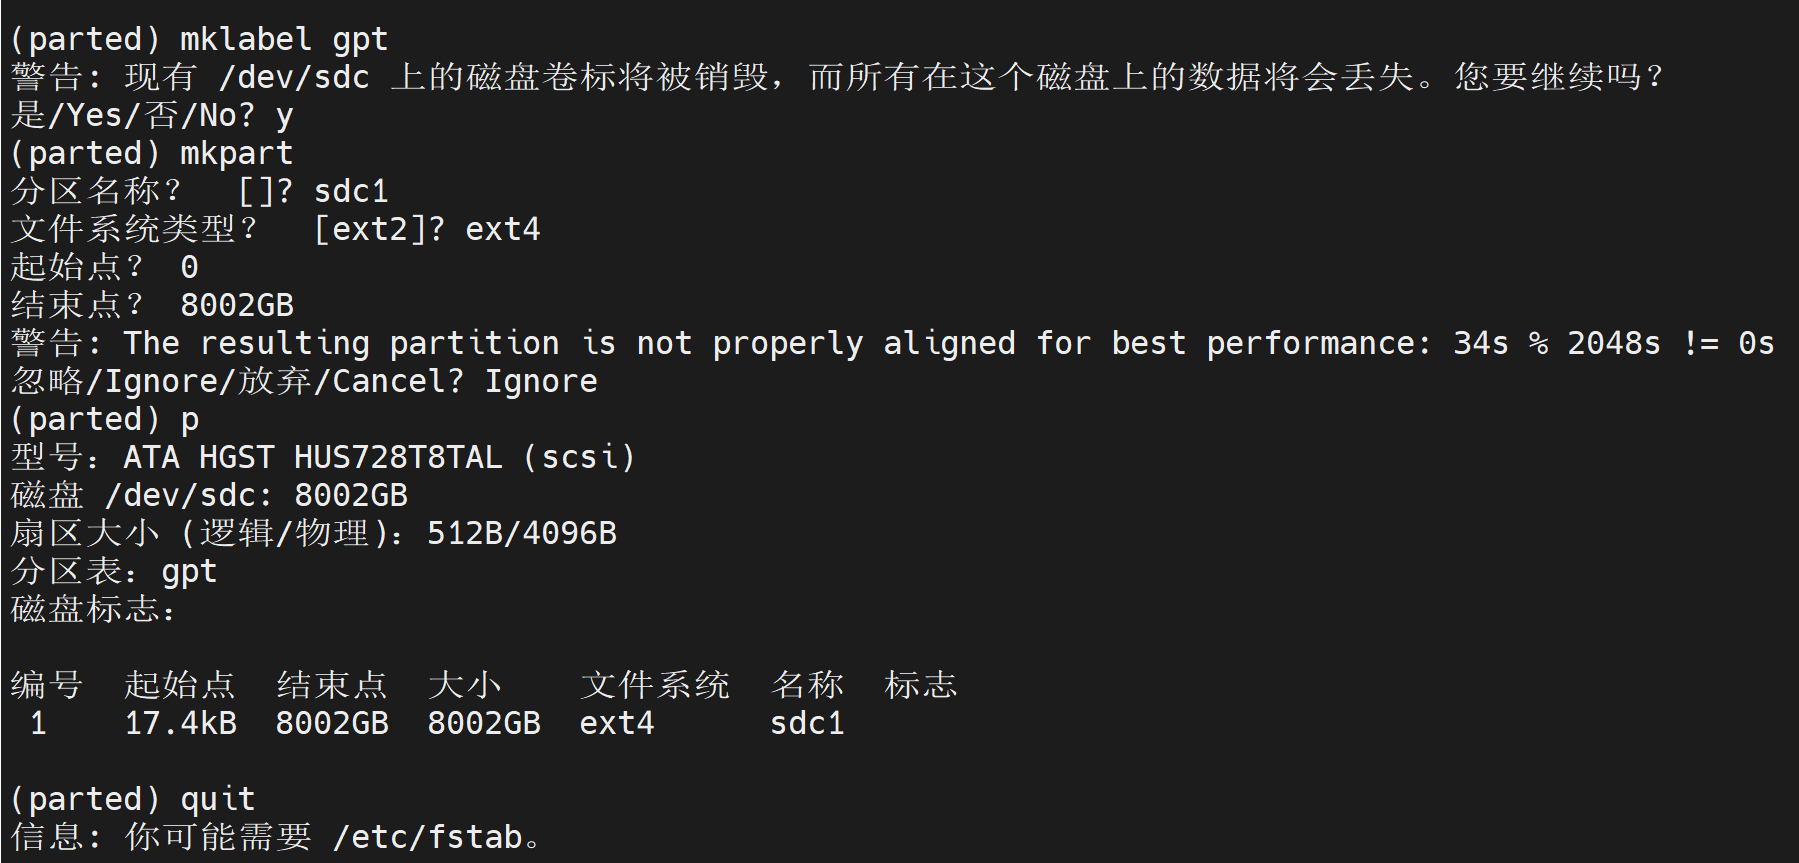 (parted) mklabel gpt
警告: 现有 /dev/sdc 上的磁盘卷标将被销毁，而所有在这个磁盘上的数据将会丢失。您要继续吗？
是/Yes/否/No? y
(parted) mkpart
分区名称？  []? sdc1
文件系统类型？  [ext2]? ext4
起始点？ 0
结束点？ 8002GB
警告: The resulting partition is not properly aligned for best performance: 34s % 2048s != 0s
忽略/Ignore/放弃/Cancel? Ignore
(parted) p
型号：ATA HGST HUS728T8TAL (scsi)
磁盘 /dev/sdc: 8002GB
扇区大小 (逻辑/物理)：512B/4096B
分区表：gpt
磁盘标志：
编号  起始点  结束点  大小    文件系统  名称  标志
 1    17.4kB  8002GB  8002GB  ext4      sdc1
(parted) quit
信息: 你可能需要 /etc/fstab。